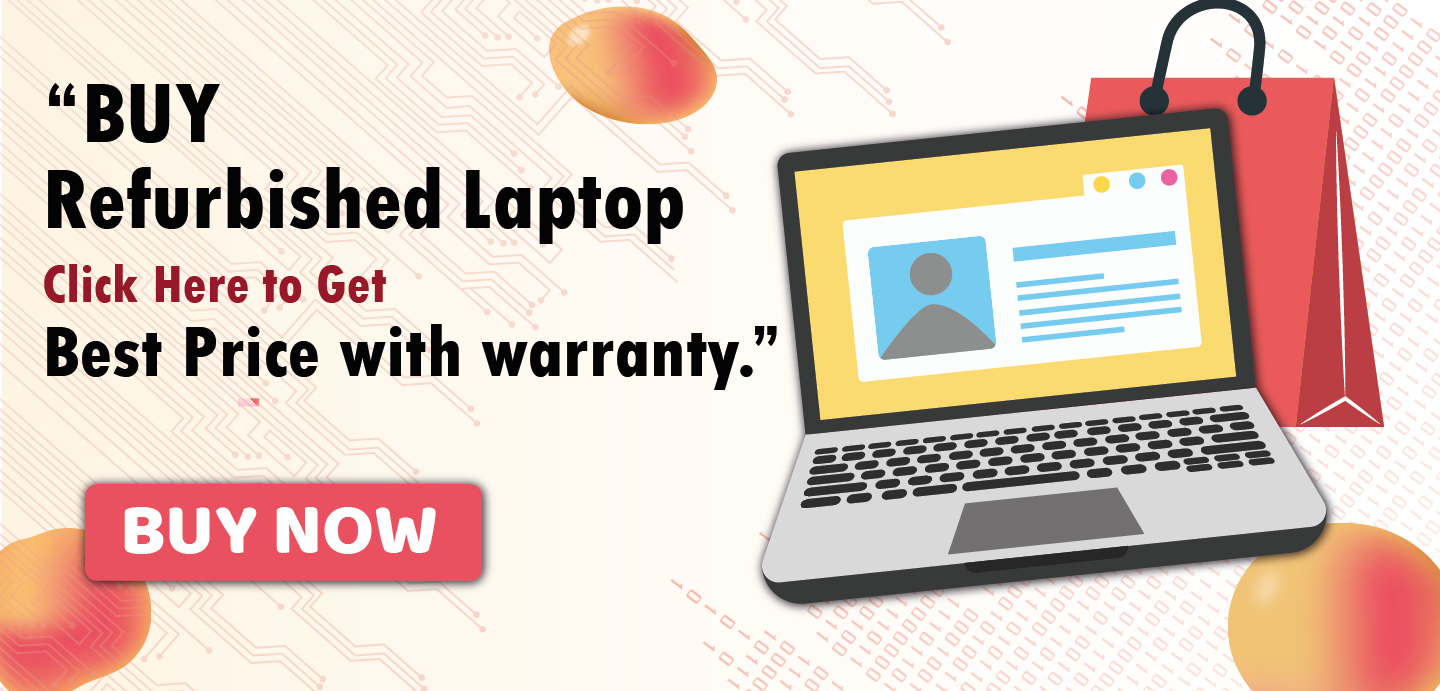 “BUY
Refurbished Laptop
Click Here to Get
Best Price with warranty.”
BUY NOW